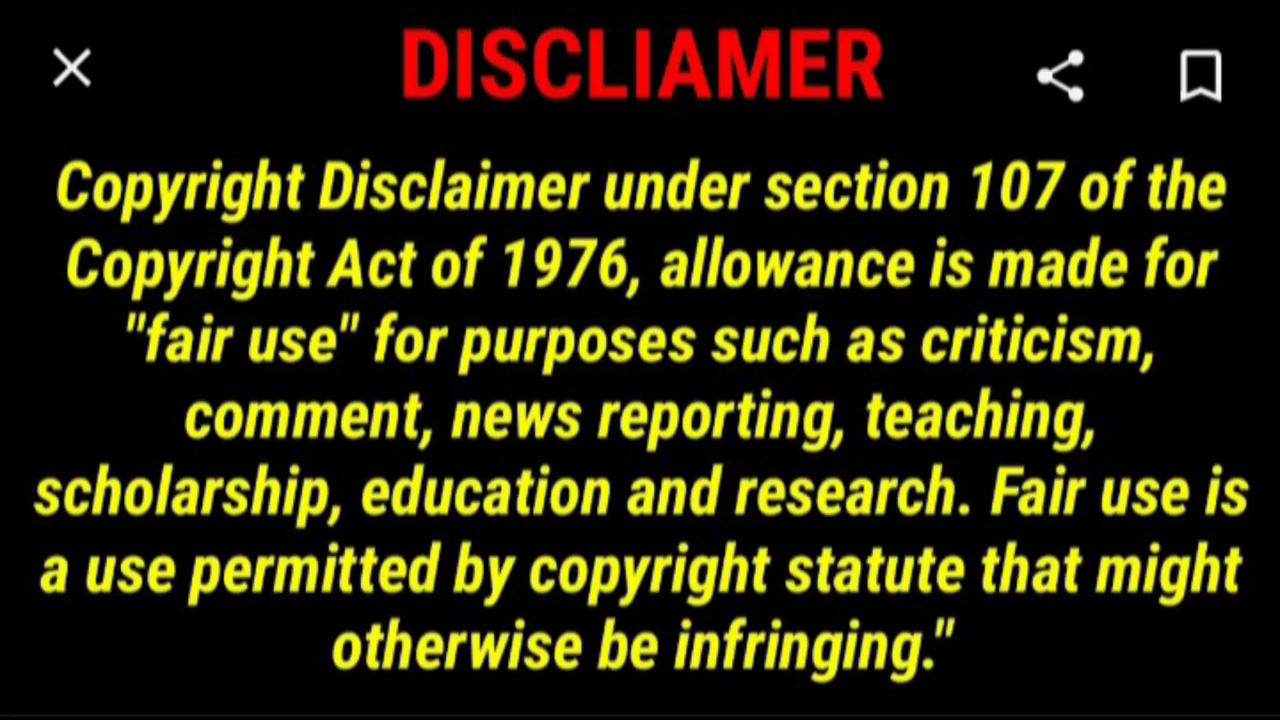 DISCLIAMER
Copyright Disclaimer under section 107 of the
Copyright Act of 1976, allowance is made for
"fair use" for purposes such as criticism,
comment, news reporting, teaching,
scholarship, education and research. Fair use is
a use permitted by copyright statute that might
otherwise be infringing."